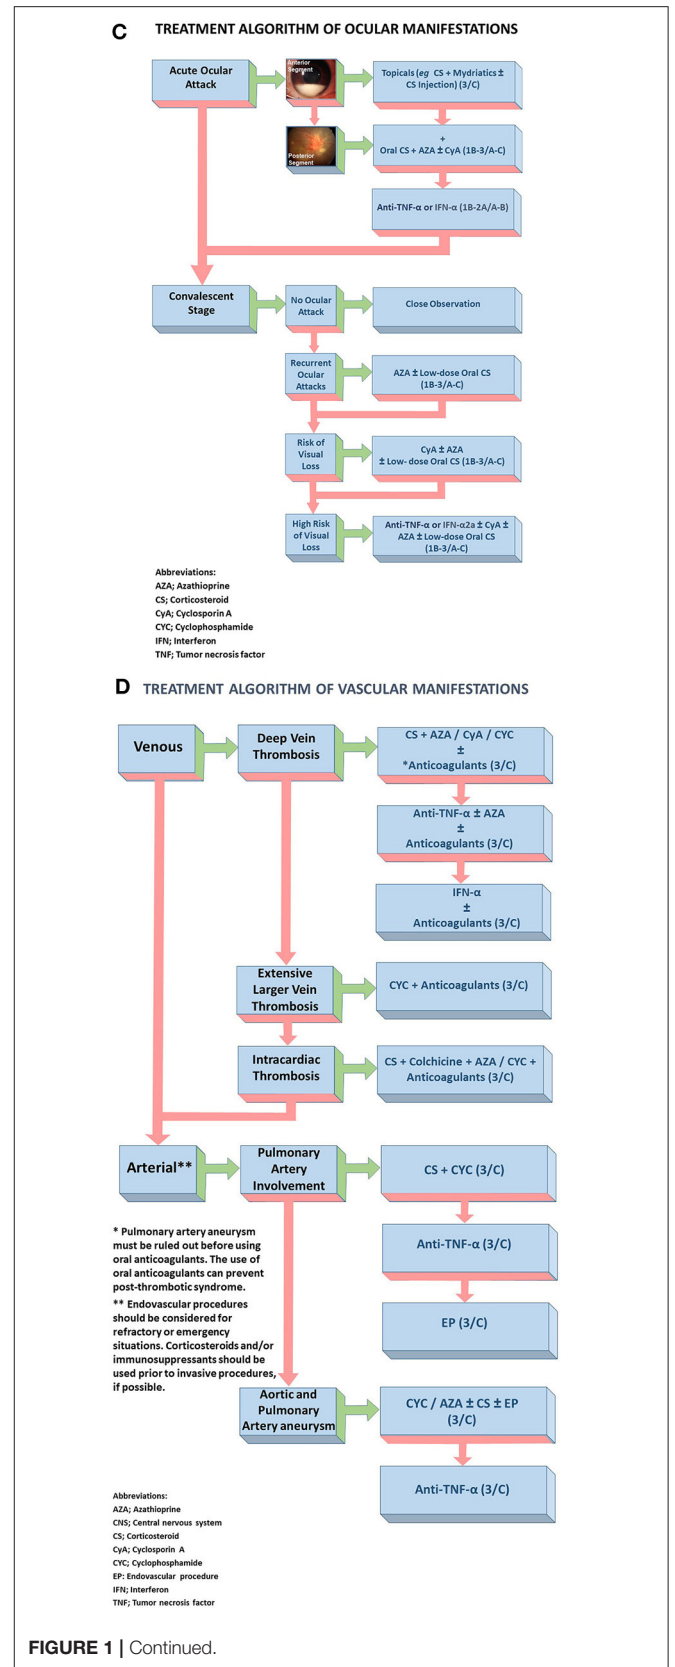 C TREATMENT ALGORITHM OF OCULAR MANIFESTATIONS
Acute Ocular
Attack
Anterior
Segment
Topicals (eg CS + Mydriatics ±
CS Injection) (3/C)
Posterior
Segment
+
Oral CS + AZA ± CyA (1B-3/A-C)
Anti-TNF-α or IFN-α (1B-2A/A-B)
Convalescent
Stage
No Ocular
Attack
Close Observation
Recurrent
Ocular
Attacks
AZA ± Low-dose Oral CS
(1B-3/A-C)
Risk of
Visual
Loss
CyA ± AZA
± Low- dose Oral CS (1B-3/A-C)
High Risk
of Visual
Loss
Anti-TNF-α or IFN-α2a ± CyA ±
AZA ± Low-dose Oral CS
(1B-3/A-C)
Abbreviations:
AZA; Azathioprine
CS; Corticosteroid
CyA; Cyclosporin A
CYC; Cyclophosphamide
IFN; Interferon
TNF; Tumor necrosis factor
D TREATMENT ALGORITHM OF VASCULAR MANIFESTATIONS
Venous
Deep Vein
Thrombosis
CS + AZA / CyA / CYC
±
*Anticoagulants (3/C)
Anti-TNF-α ± AZA
±
Anticoagulants (3/C)
IFN-α
±
Anticoagulants (3/C)
Extensive
Larger Vein
Thrombosis
CYC + Anticoagulants (3/C)
Intracardiac
Thrombosis
CS + Colchicine + AZA / CYC +
Anticoagulants (3/C)
Arterial**
Pulmonary
Artery
Involvement
CS + CYC (3/C)
Anti-TNF-α (3/C)
EP (3/C)
* Pulmonary artery aneurysm
must be ruled out before using
oral anticoagulants. The use of
oral anticoagulants can prevent
post-thrombotic syndrome.
** Endovascular procedures
should be considered for
refractory or emergency
situations. Corticosteroids and/or
immunosuppressants should be
used prior to invasive procedures,
if possible.
Aortic and
Pulmonary
Artery aneurysm
CYC / AZA ± CS ± EP
(3/C)
Anti-TNF-α (3/C)
Abbreviations:
AZA; Azathioprine
CNS; Central nervous system
CS; Corticosteroid
CyA; Cyclosporin A
CYC; Cyclophosphamide
EP: Endovascular procedure
IFN; Interferon
TNF; Tumor necrosis factor
FIGURE 1 | Continued.